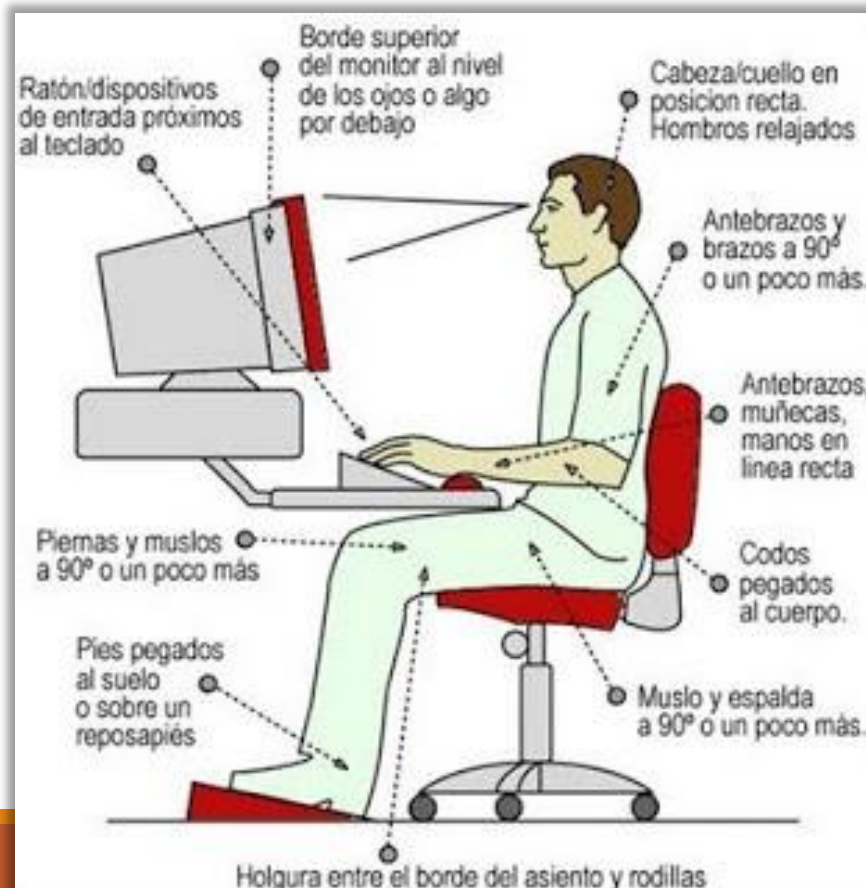 Borde superior
del monitor al nivel
de los ojos o algo
por debajo
Ratón/dispositivos
de entrada próximos
al teclado
Cabeza/cuello en
posicion recta.
Hombros relajados
Antebrazos y
brazos a 90º
o un poco más.
Antebrazos,
muñecas,
manos en
linea recta
Piernas y muslos
a 90º o un poco más
Codos
pegados
al cuerpo.
Pies pegados
al suelo
o sobre un
reposapiés
Muslo y espalda
a 90º o un poco más.
Holgura entre el borde del asiento y rodillas